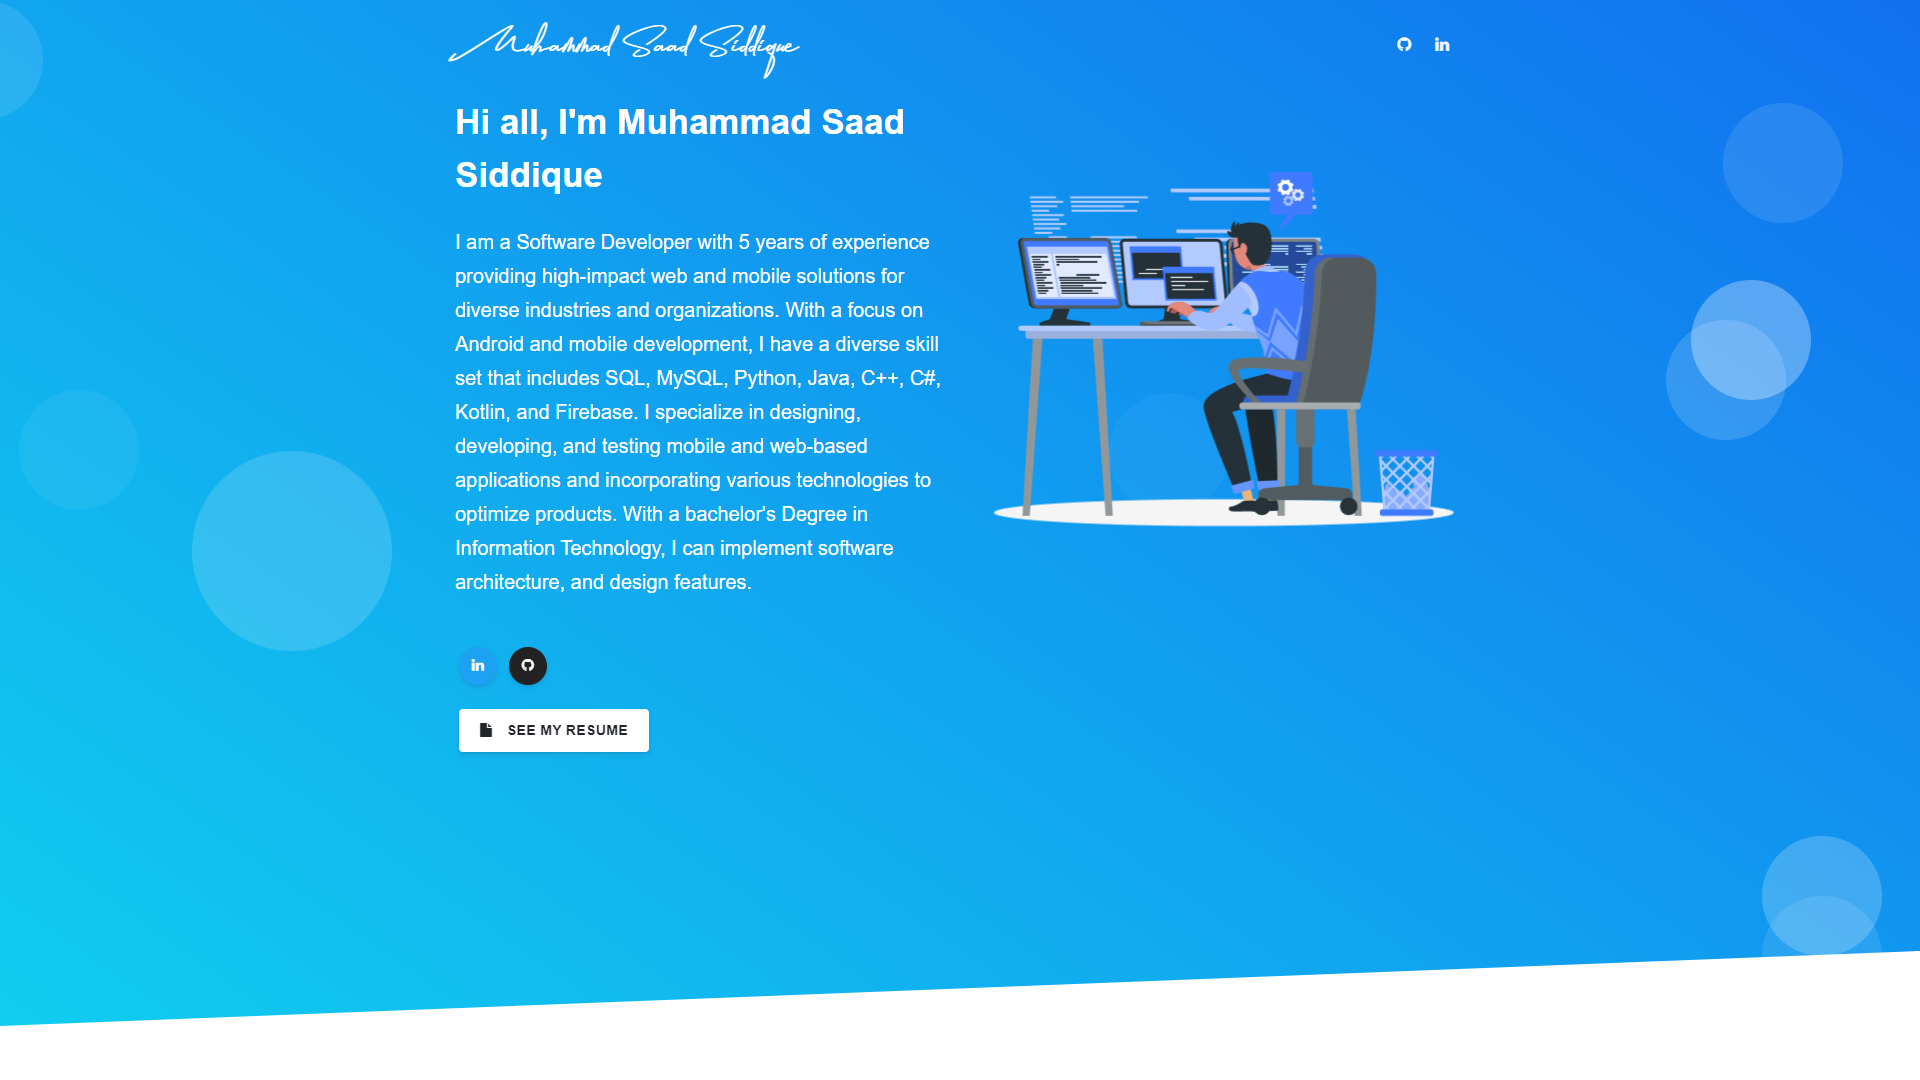 Muhammad Saad Siddique
Hi all, I'm Muhammad Saad
Siddique
I am a Software Developer with 5 years of experience
providing high-impact web and mobile solutions for
diverse industries and organizations. With a focus on
Android and mobile development, I have a diverse skill
set that includes SQL, MySQL, Python, Java, C++, C#,
Kotlin, and Firebase. I specialize in designing,
developing, and testing mobile and web-based
applications and incorporating various technologies to
optimize products. With a bachelor's Degree in
Information Technology, I can implement software
architecture, and design features.
SEE MY RESUME